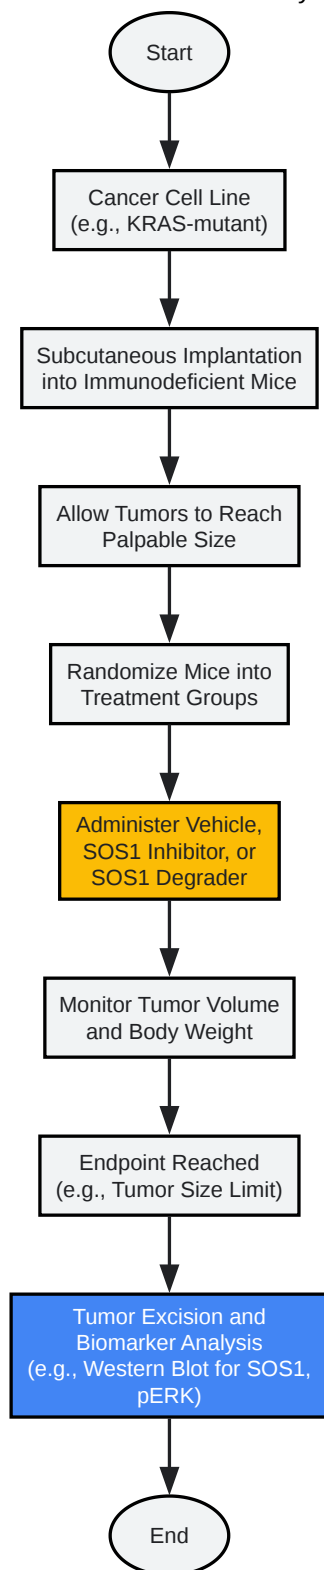 Start
Cancer Cell Line
(e.g., KRAS-mutant)
Subcutaneous Implantation
into Immunodeficient Mice
Allow Tumors to Reach
Palpable Size
Randomize Mice into
Treatment Groups
Administer Vehicle,
SOS1 Inhibitor, or
SOS1 Degrader
Monitor Tumor Volume
and Body Weight
Endpoint Reached
(e.g., Tumor Size Limit)
Tumor Excision and
Biomarker Analysis
(e.g., Western Blot for SOS1,
pERK)
End